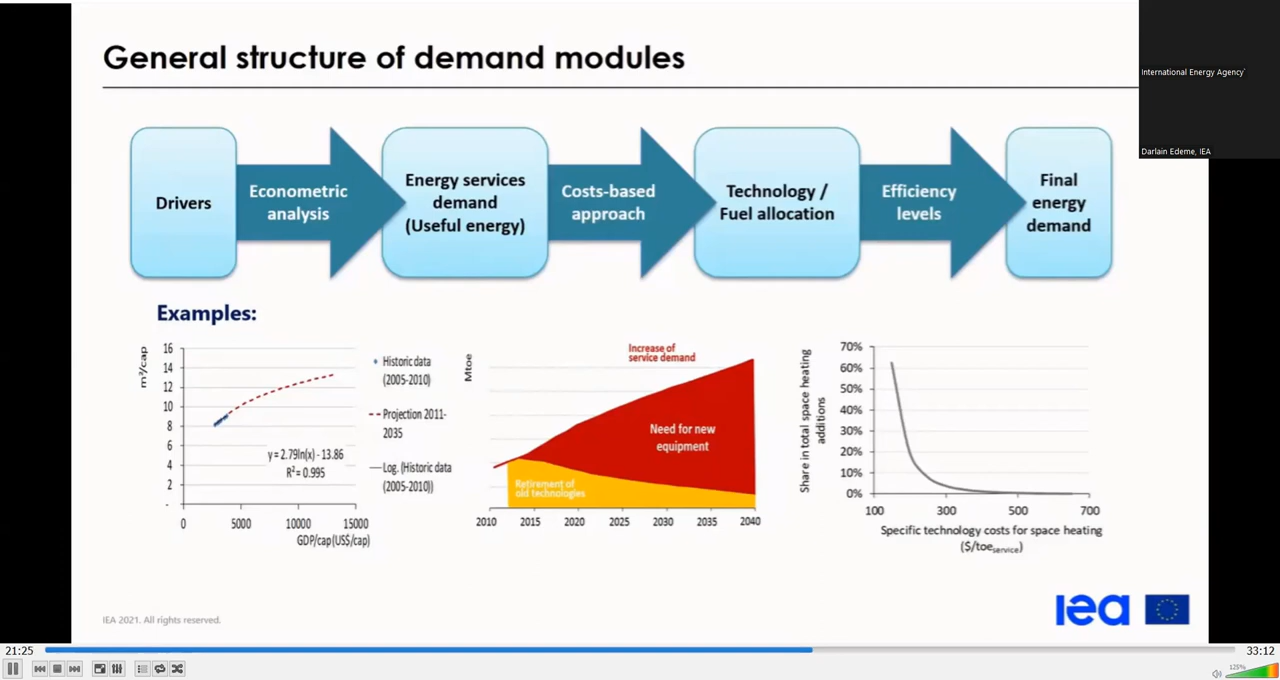 General structure of demand modules
International Energy Agency'
Darlain Edeme, IEA
Drivers
Econometric
analysis
Energy services
demand
(Useful energy)
Costs-based
approach
Technology /
Fuel allocation
Efficiency
levels
Final
energy
demand
Examples:
m²/cap
16
14
12
10
8
6
4
2
-
0
5000
10000
15000
GDP/cap(US$/cap)
y = 2.79ln(x) - 13.86
R² = 0.995
Historic data
(2005-2010)
Projection 2011-
2035
Log. (Historic data
(2005-2010))
Mtoe
Increase of
service demand
Need for new
equipment
Retirement of
old technologies
2010
2015
2020
2025
2030
2035
2040
Share in total space heating
additions
70%
60%
50%
40%
30%
20%
10%
0%
100
300
500
700
Specific technology costs for space heating
($/toeservice)
IEA 2021. All rights reserved.
iea
21:25
33:12
125%